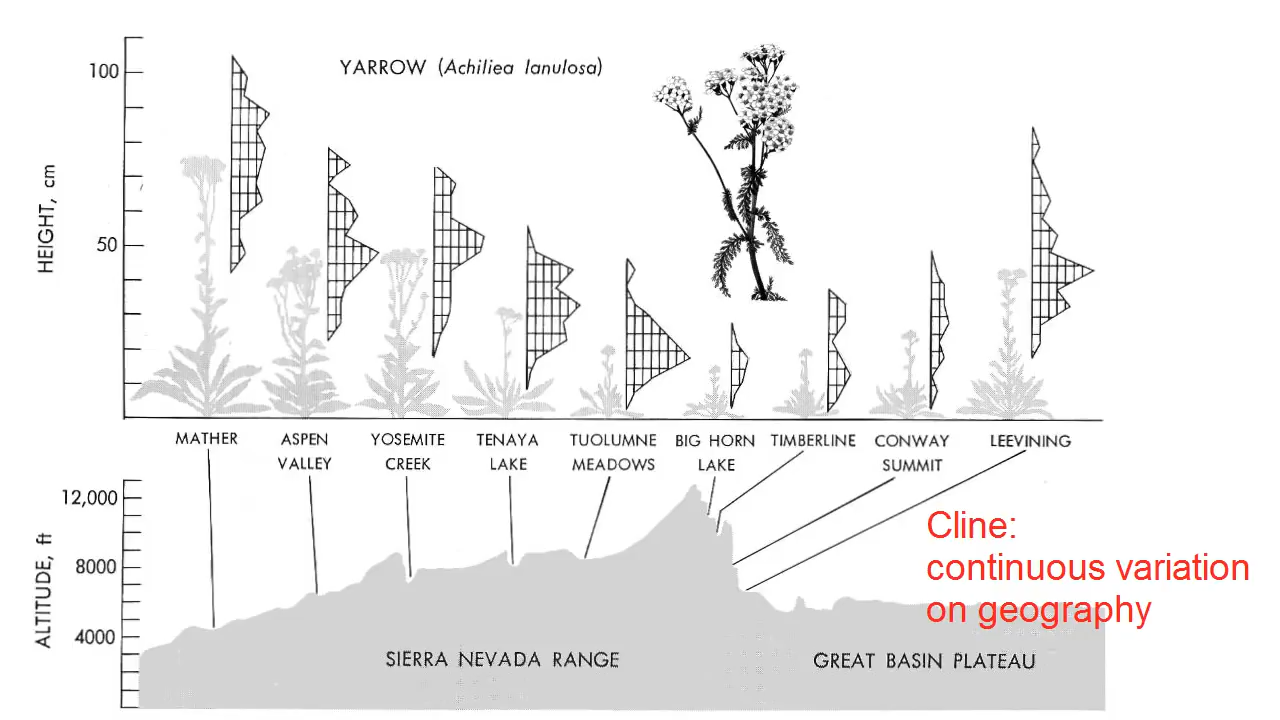 YARROW (Achiliea lanulosa)
HEIGHT, cm
100
50
MATHER
ASPEN
VALLEY
YOSEMITE
CREEK
TENAYA
LAKE
TUOLUMNE
MEADOWS
BIG HORN
LAKE
TIMBERLINE
CONWAY
SUMMIT
LEEVINING
ALTITUDE, ft
12,000
8000
4000
Cline:
continuous variation
on geography
SIERRA NEVADA RANGE
GREAT BASIN PLATEAU